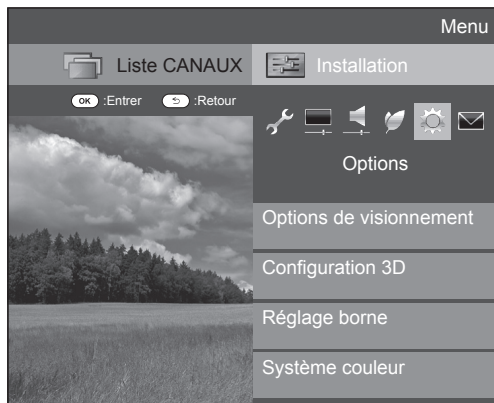 Menu
Liste CANAUX
Installation
OK :Entrer :Retour
Options
Options de visionnement
Configuration 3D
Réglage borne
Système couleur